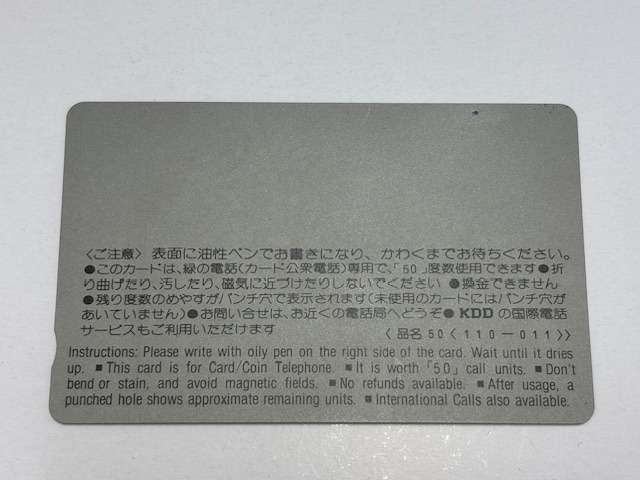 〈ご注意〉表面に油性ペンでお書きになり、かわくまでお待ちください。
●このカードは、緑の電話(カード公衆電話)専用で、「50」度数使用できます●折
り曲げたり、汚したり、磁気に近づけたりしないでください ●換金できません
●残り度数のめやすがパンチ穴で表示されます(未使用のカードにはパンチ穴が
あいていません)●お問い合せは、お近くの電話局へどうぞ● KDD の国際電話
サービスもご利用いただけます
〈品名 50〈110－011〉〉
Instructions: Please write with oily pen on the right side of the card. Wait until it dries
up. ■ This card is for Card/Coin Telephone. ■ It is worth「50」call units. ■ Don't
bend or stain, and avoid magnetic fields. ■ No refunds available. ■ After usage, a
punched hole shows approximate remaining units. ■ International Calls also available.